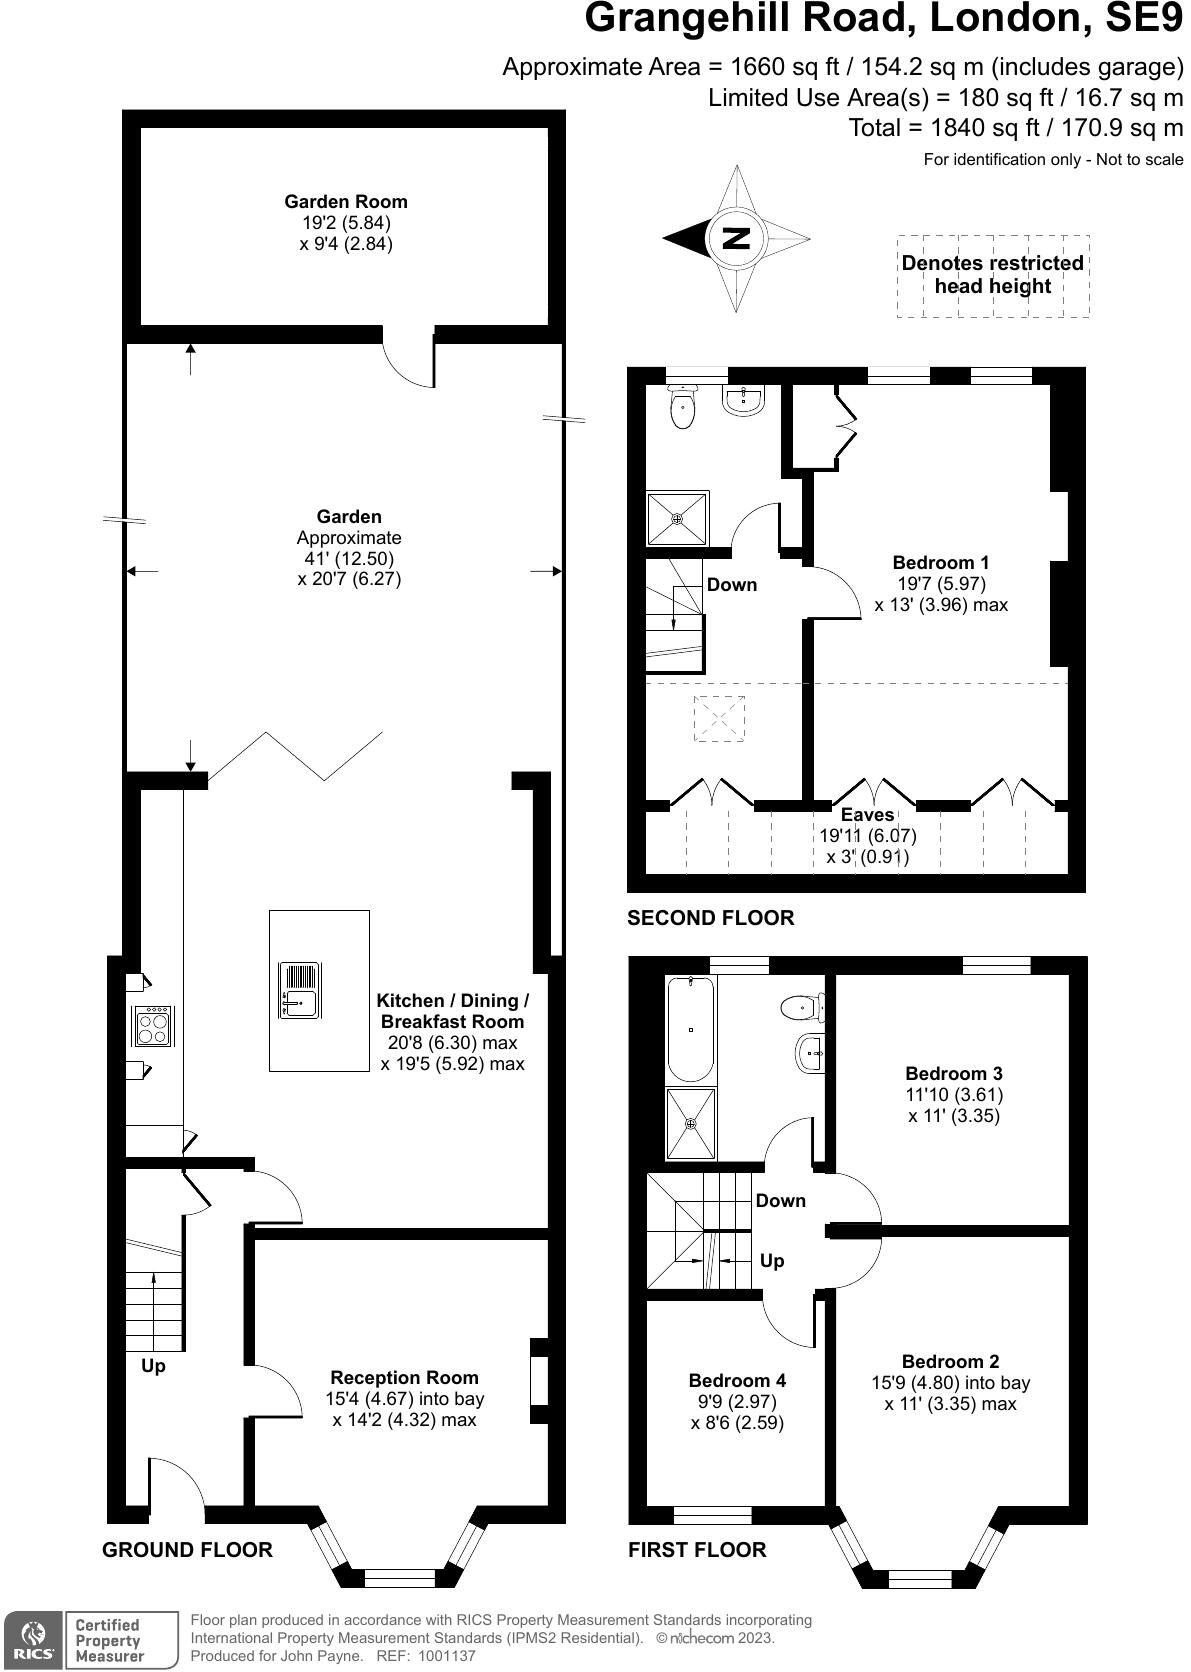 Grangehill Road, London, SE9
Approximate Area = 1660 sq ft / 154.2 sq m (includes garage)
Limited Use Area(s) = 180 sq ft / 16.7 sq m
Total = 1840 sq ft / 170.9 sq m
For identification only - Not to scale
Garden Room
19'2 (5.84)
x 9'4 (2.84)
N
Denotes restricted
head height
Garden
Approximate
41' (12.50)
x 20'7 (6.27)
Down
Bedroom 1
19'7 (5.97)
x 13' (3.96) max
Eaves
19'11 (6.07)
x 3' (0.91)
SECOND FLOOR
Kitchen / Dining /
Breakfast Room
20'8 (6.30) max
x 19'5 (5.92) max
Up
Reception Room
15'4 (4.67) into bay
x 14'2 (4.32) max
GROUND FLOOR
Bedroom 3
11'10 (3.61)
x 11' (3.35)
Down
Up
Bedroom 4
9'9 (2.97)
x 8'6 (2.59)
Bedroom 2
15'9 (4.80) into bay
x 11' (3.35) max
FIRST FLOOR
RICS
Certified
Property
Measurer
Floor plan produced in accordance with RICS Property Measurement Standards incorporating
International Property Measurement Standards (IPMS2 Residential). © nichecom 2023.
Produced for John Payne. REF: 1001137